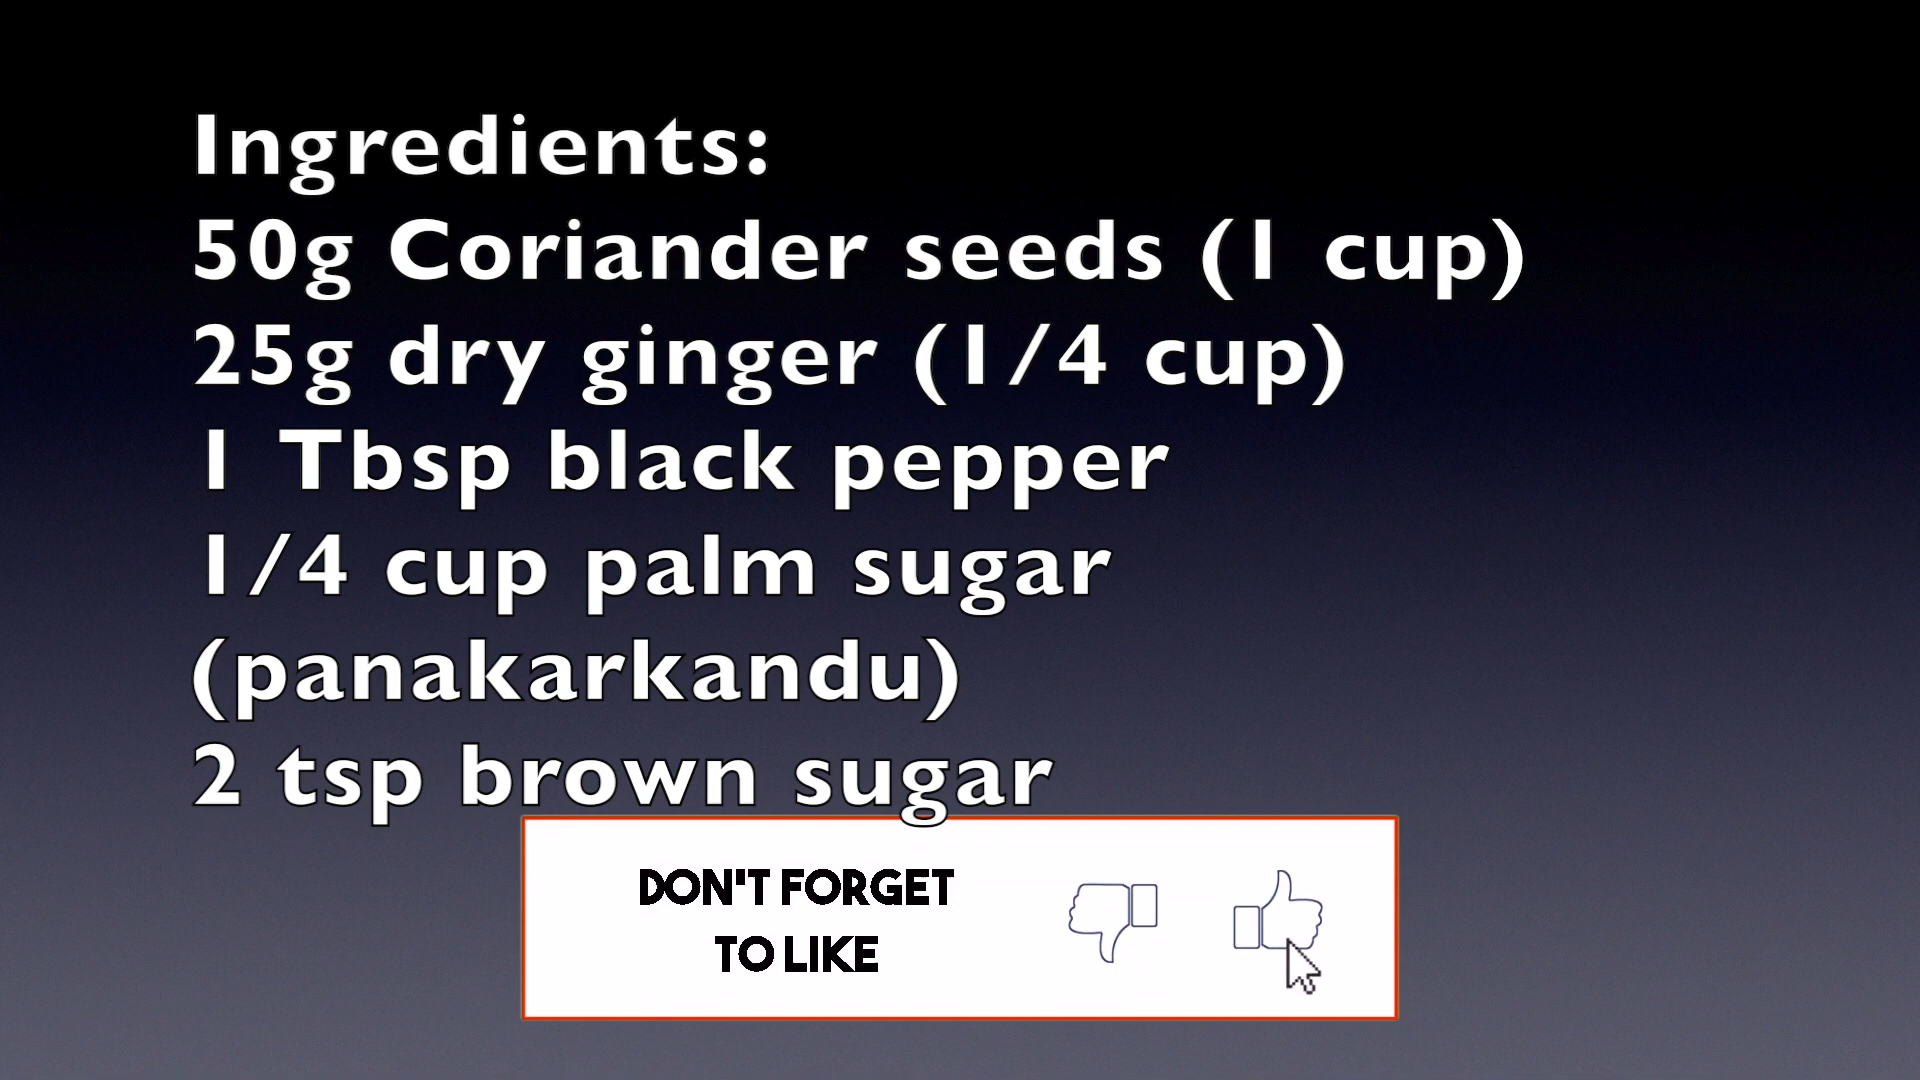 Ingredients:
50g Coriander seeds (1 cup)
25g dry ginger (1/4 cup)
1 Tbsp black pepper
1/4 cup palm sugar
(panakarkandu)
2 tsp brown sugar
DON'T FORGET
TO LIKE